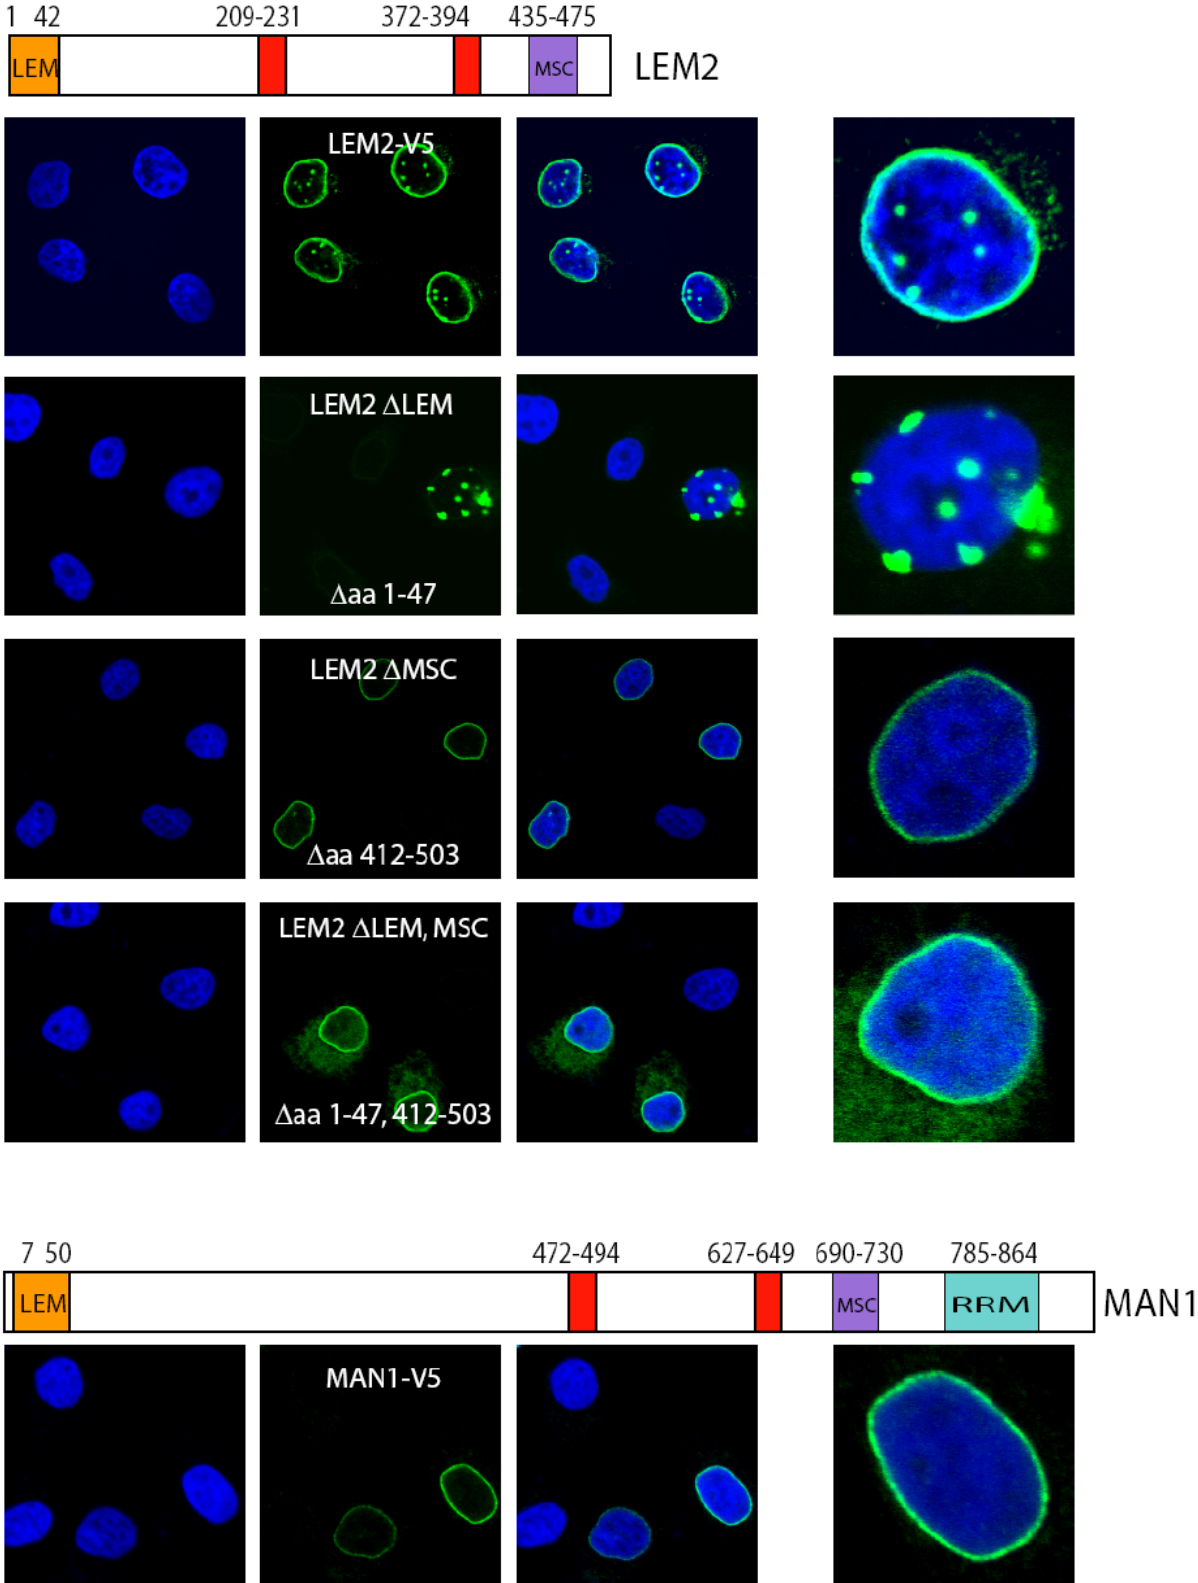 1 42 209-231 372-394 435-475
LEM MSC LEM2
LEM2-V5
LEM2 ΔLEM
Δaa 1-47
LEM2 ΔMSC
Δaa 412-503
LEM2 ΔLEM, MSC
Δaa 1-47, 412-503
7 50 472-494 627-649 690-730 785-864
LEM MSC RRM MAN1
MAN1-V5